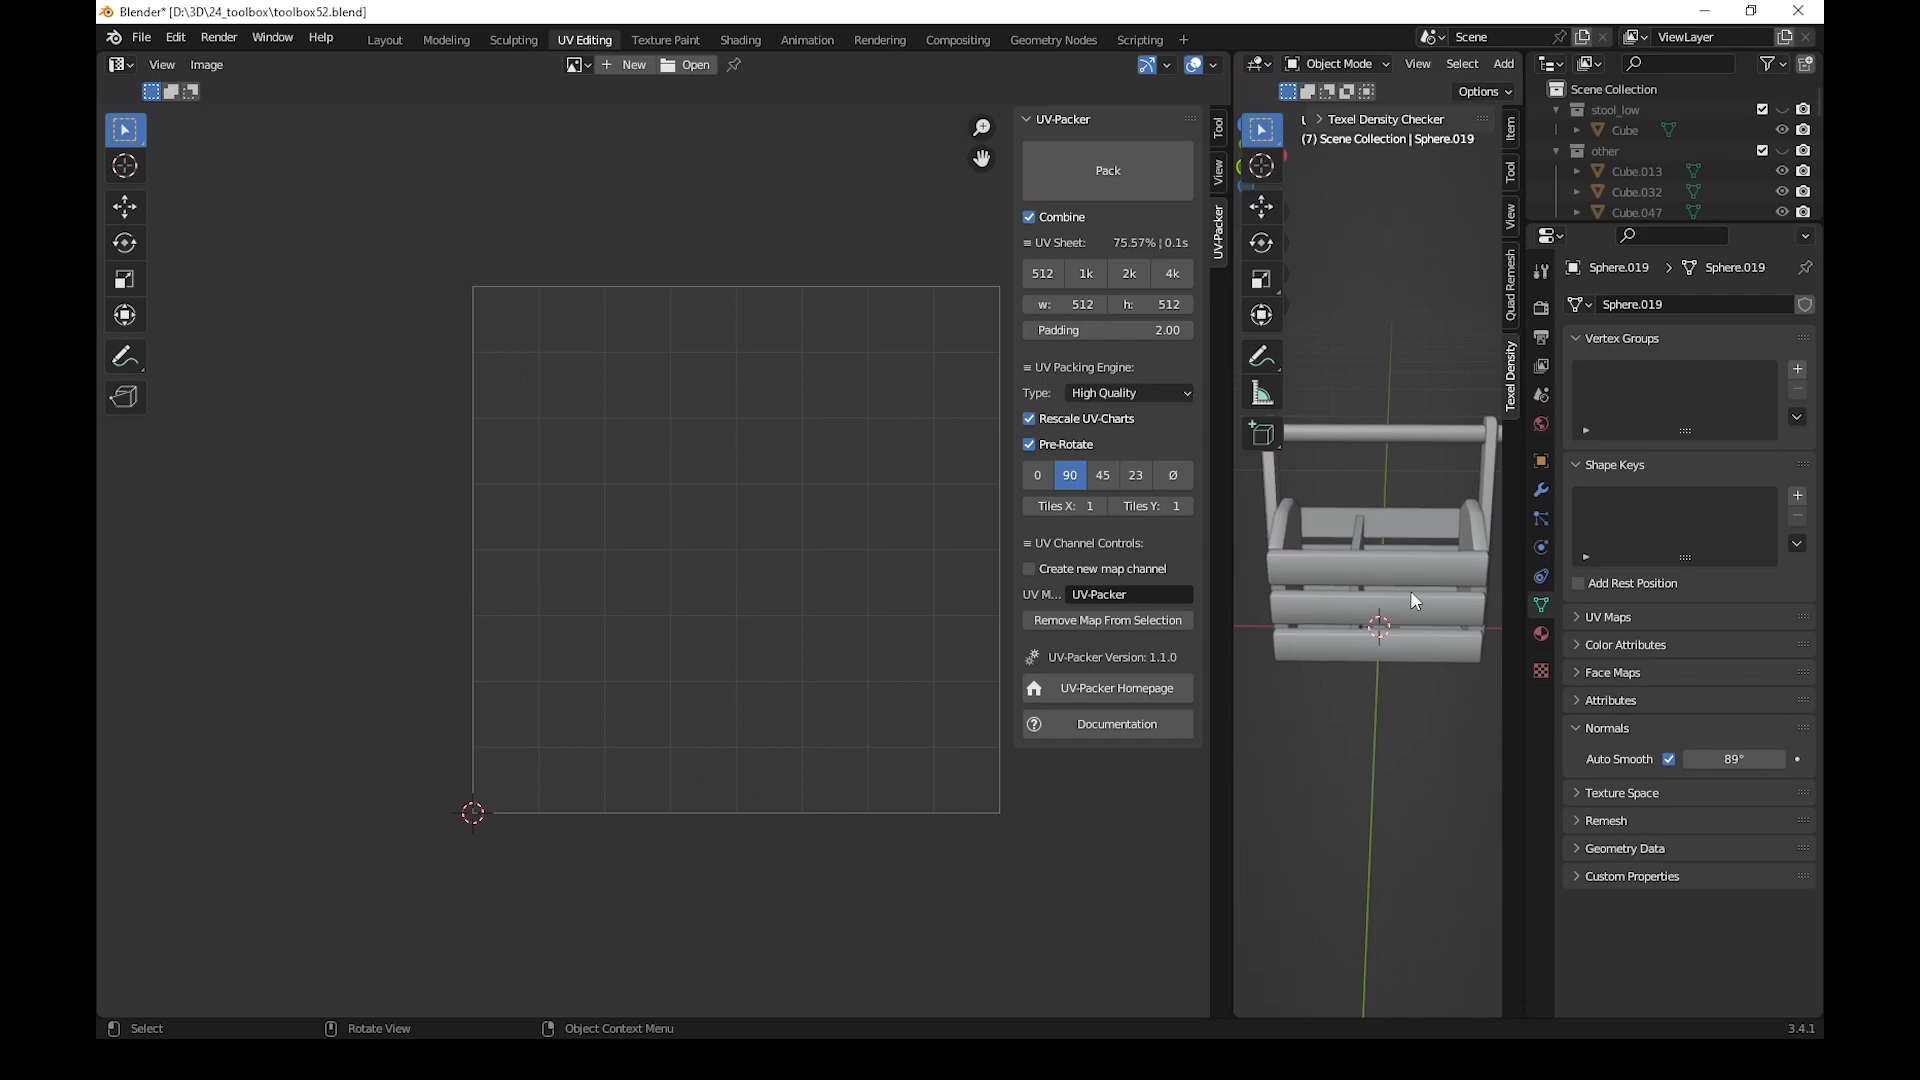 Blender* [D:\3D\24_toolbox\toolbox52.blend]
File Edit Render Window Help Layout Modeling Sculpting UV Editing Texture Paint Shading Animation Rendering Compositing Geometry Nodes Scripting + Scene ViewLayer
View Image + New Open Object Mode View Select Add
Options
Scene Collection
stool_low
Cube
other
Cube.013
Cube.032
Cube.047
UV-Packer
Pack
Combine
UV Sheet: 75.57% | 0.1s
512 1k 2k 4k
w: 512 h: 512
Padding 2.00
UV Packing Engine:
Type: High Quality
Rescale UV-Charts
Pre-Rotate
0 90 45 23 Ø
Tiles X: 1 Tiles Y: 1
UV Channel Controls:
Create new map channel
UV M... UV-Packer
Remove Map From Selection
UV-Packer Version: 1.1.0
UV-Packer Homepage
Documentation
Tool
View
UV-Packer
Texel Density Checker
(7) Scene Collection | Sphere.019
Item
Tool
View
Quad Remesh
Texel Density
Sphere.019 Sphere.019
Sphere.019
Vertex Groups
Shape Keys
Add Rest Position
UV Maps
Color Attributes
Face Maps
Attributes
Normals
Auto Smooth 89°
Texture Space
Remesh
Geometry Data
Custom Properties
Select Rotate View Object Context Menu 3.4.1